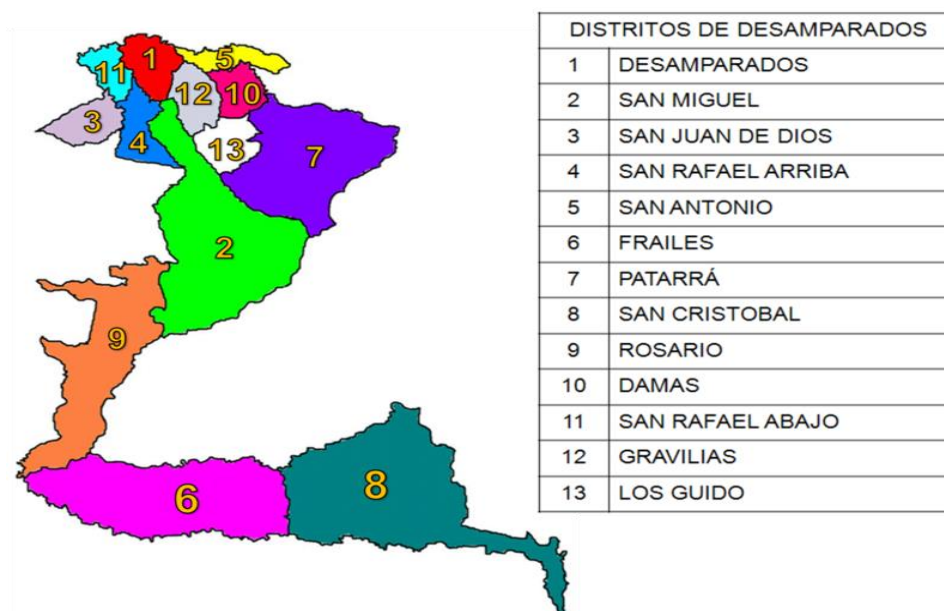 1
5
11
12
10
3
4
13
7
2
9
6
8
DISTRITOS DE DESAMPARADOS
1 DESAMPARADOS
2 SAN MIGUEL
3 SAN JUAN DE DIOS
4 SAN RAFAEL ARRIBA
5 SAN ANTONIO
6 FRAILES
7 PATARRÁ
8 SAN CRISTOBAL
9 ROSARIO
10 DAMAS
11 SAN RAFAEL ABAJO
12 GRAVILIAS
13 LOS GUIDO